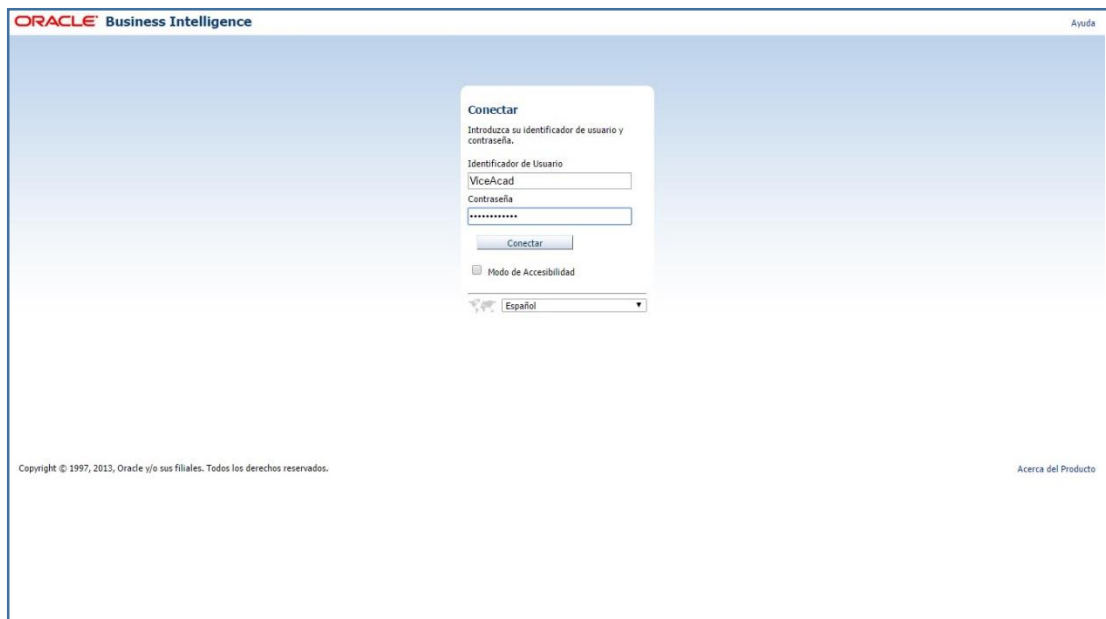 ORACLE Business Intelligence
Ayuda
Conectar
Introduzca su identificador de usuario y
contraseña.
Identificador de Usuario
ViceAcad
Contraseña
••••••••••••
Conectar
Modo de Accesibilidad
Español
Copyright © 1997, 2013, Oracle y/o sus filiales. Todos los derechos reservados.
Acerca del Producto